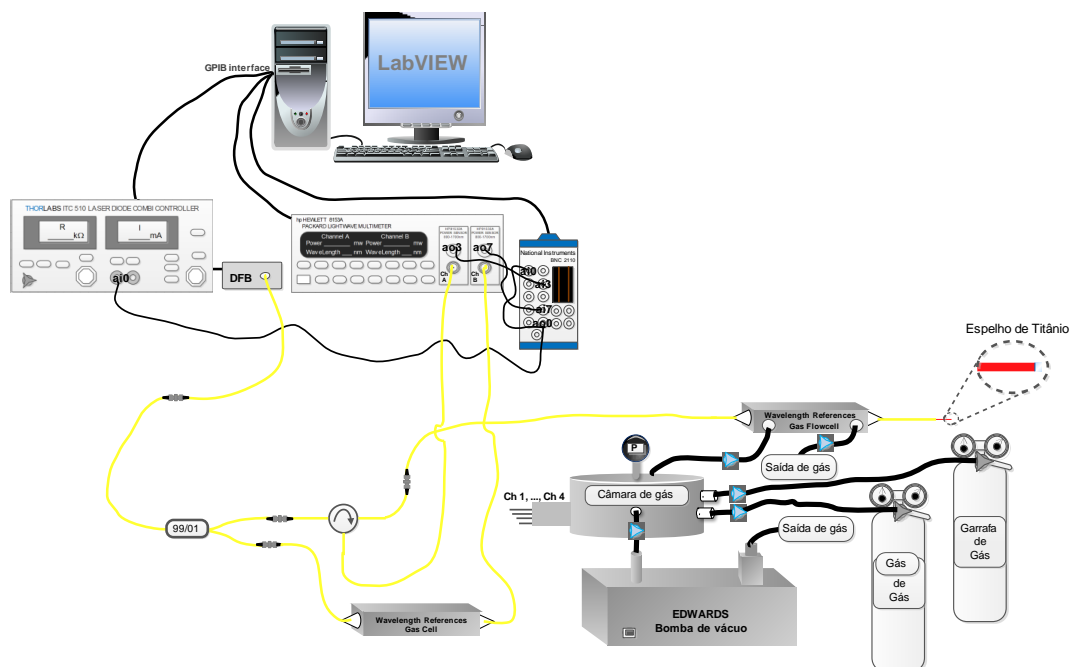 LabVIEW
GPIB interface
THORLABS ITC 510 LASER DIODE COMBI CONTROLLER
R
kΩ
I
mA
ai0
DFB
hp HEWLETT 8153A
PACKARD LIGHTWAVE MULTIMETER
Channel A Channel B
Power mw Power mw
WaveLength nm WaveLength nm
ao3 ao7
Ch A
Ch B
National Instruments
BNC 2110
ai0
ai3
ai7
ao0
Espelho de Titânio
Wavelength References
Gas Flowcell
P
Saída de gás
Câmara de gás
Ch 1, ..., Ch 4
Saída de gás
Garrafa
de
Gás
Gás
de
Gás
99/01
EDWARDS
Bomba de vácuo
Wavelength References
Gas Cell